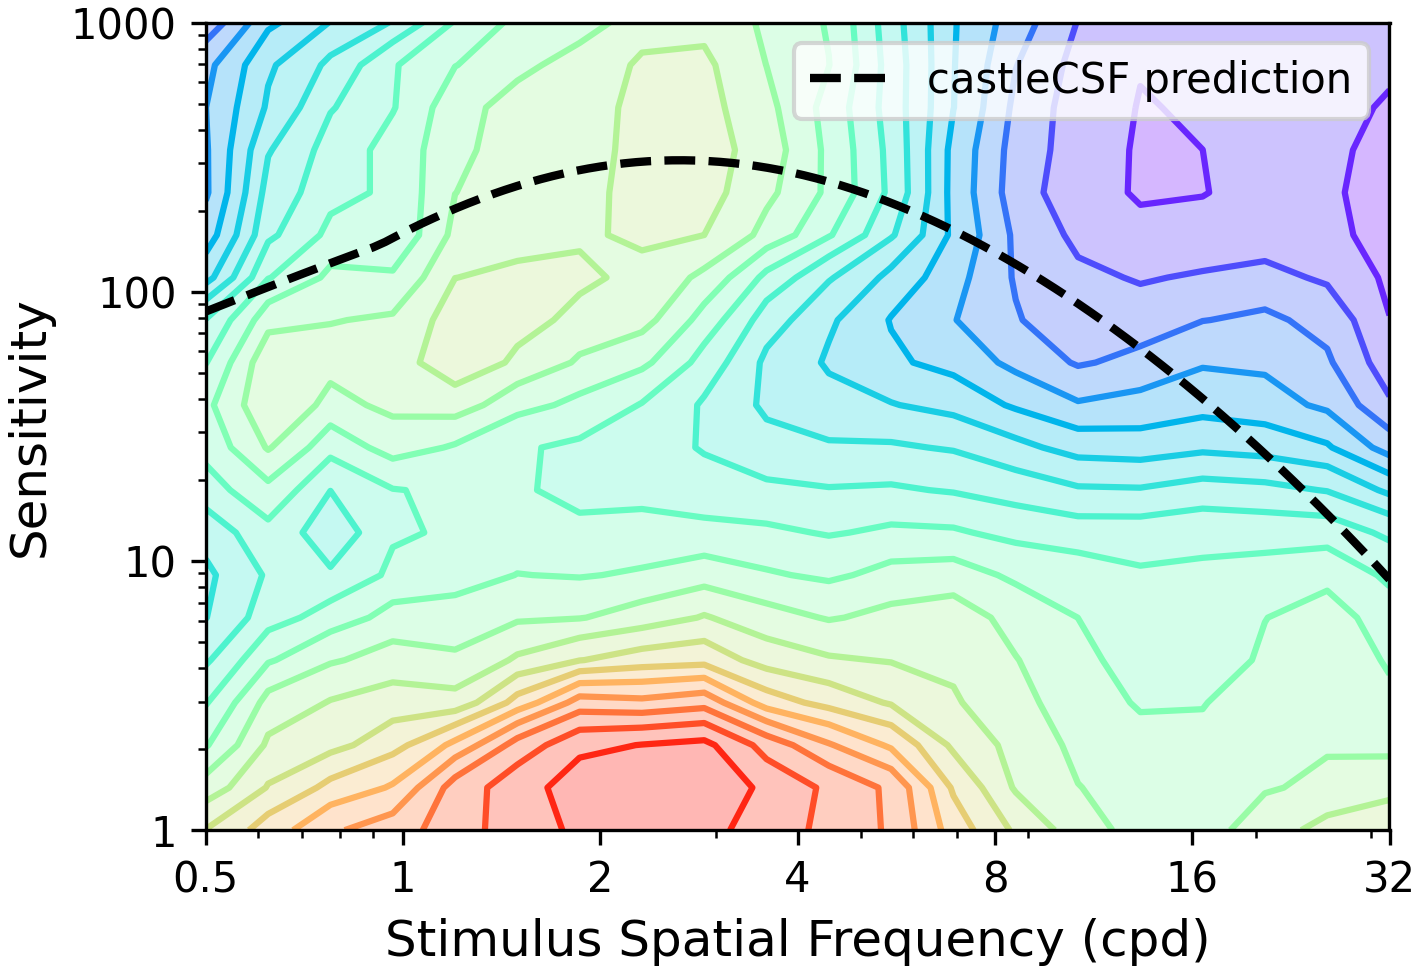 1000
100
10
1
Sensitivity
castleCSF prediction
0.5 1 2 4 8 16 32
Stimulus Spatial Frequency (cpd)